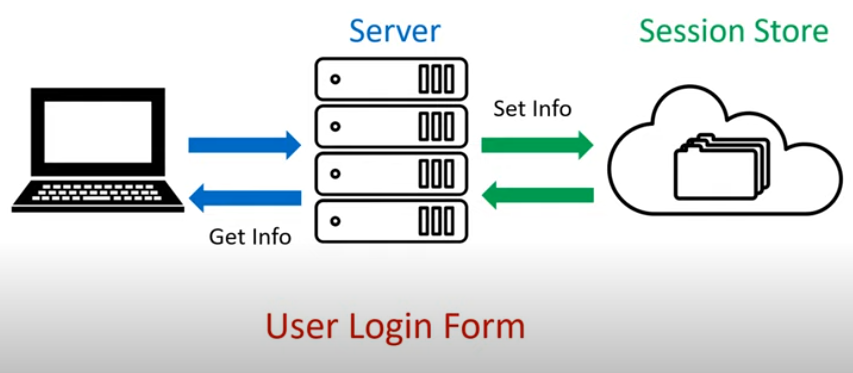 Server
Session Store
Set Info
Get Info
User Login Form